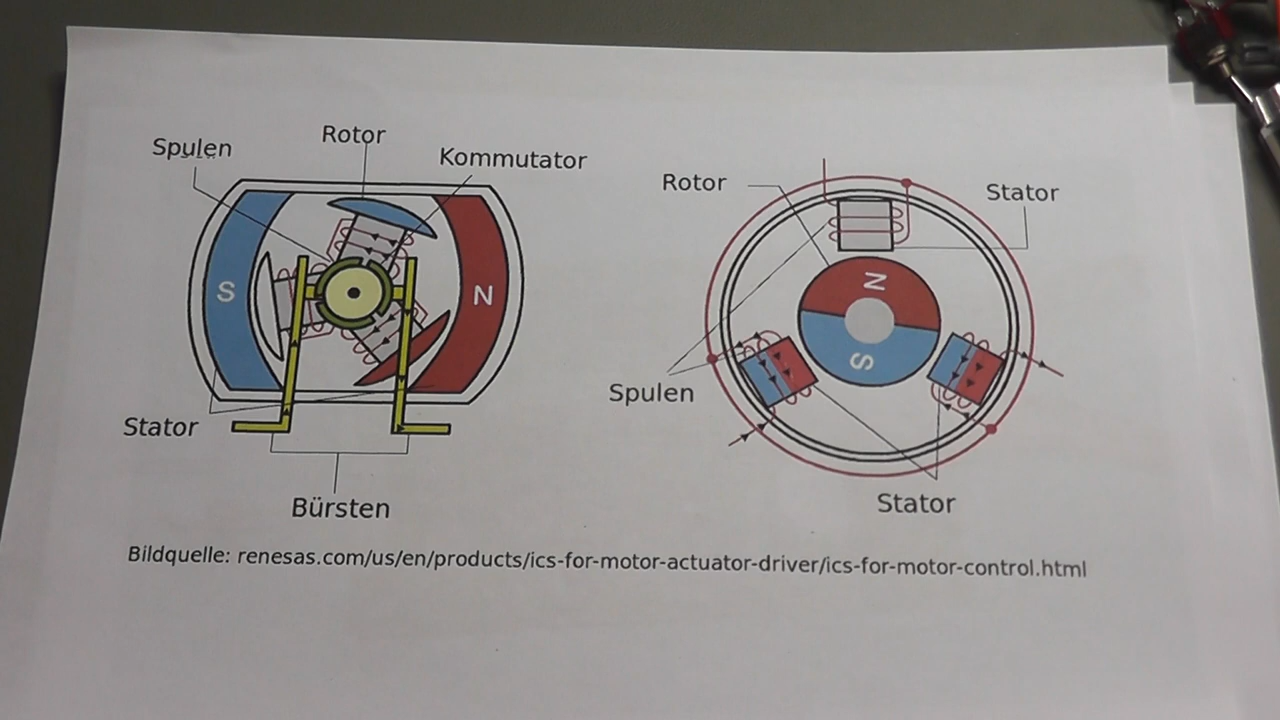 Spulen
Rotor
Kommutator
S
N
Stator
Bürsten
Rotor
Stator
N
S
Spulen
Stator
Bildquelle: renesas.com/us/en/products/ics-for-motor-actuator-driver/ics-for-motor-control.html